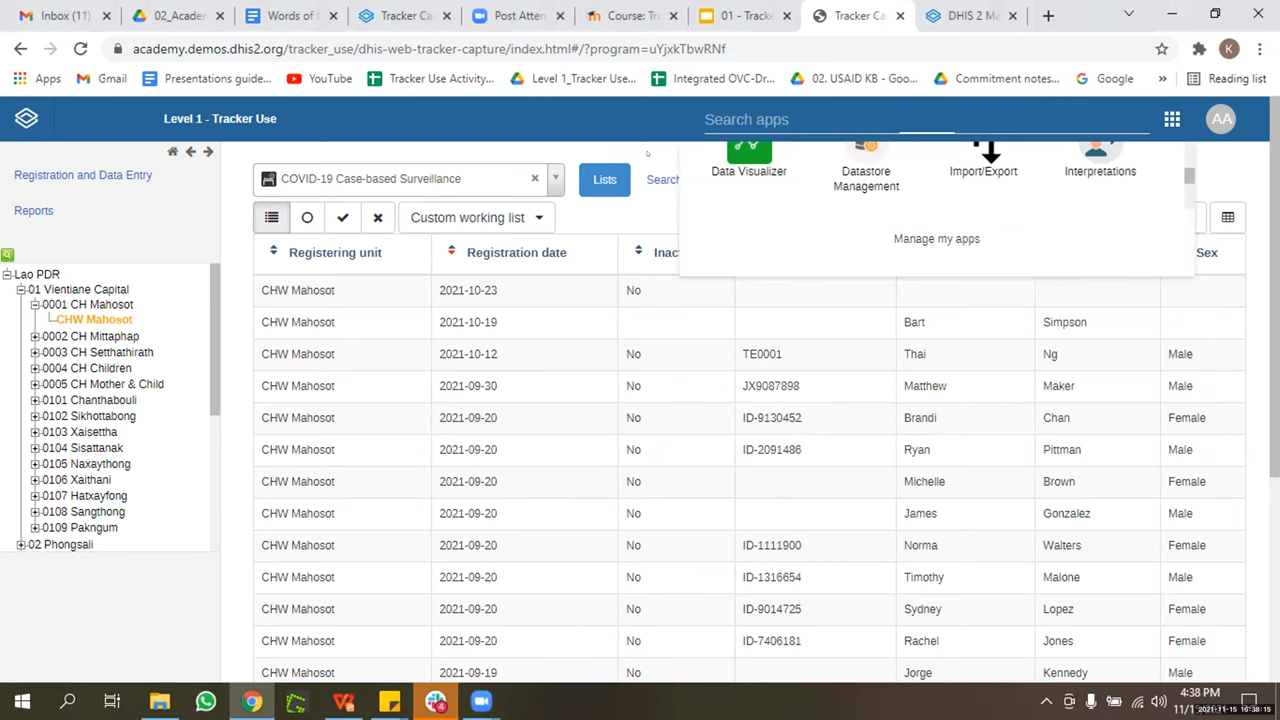 Inbox (11)
02_Acader
Words of
Tracker Ca
Post Atten
Course: Tra
01 - Tracke
Tracker Ca
DHIS 2 Me
academy.demos.dhis2.org/tracker_use/dhis-web-tracker-capture/index.html#/?program=uYjxkTbwRNf
K
Apps
Gmail
Presentations guide...
YouTube
Tracker Use Activity...
Level 1_Tracker Use...
Integrated OVC-Dr...
02. USAID KB - Goo...
Commitment notes...
Google
Reading list
Level 1 - Tracker Use
Search apps
AA
Registration and Data Entry
Reports
COVID-19 Case-based Surveillance
Lists
Search
Data Visualizer
Datastore Management
Import/Export
Interpretations
Manage my apps
Custom working list
Registering unit Registration date Inac Sex
CHW Mahosot 2021-10-23 No
CHW Mahosot 2021-10-19 Bart Simpson
CHW Mahosot 2021-10-12 No TE0001 Thai Ng Male
CHW Mahosot 2021-09-30 No JX9087898 Matthew Maker Male
CHW Mahosot 2021-09-20 No ID-9130452 Brandi Chan Female
CHW Mahosot 2021-09-20 No ID-2091486 Ryan Pittman Male
CHW Mahosot 2021-09-20 No Michelle Brown Female
CHW Mahosot 2021-09-20 No James Gonzalez Male
CHW Mahosot 2021-09-20 No ID-1111900 Norma Walters Female
CHW Mahosot 2021-09-20 No ID-1316654 Timothy Malone Male
CHW Mahosot 2021-09-20 No ID-9014725 Sydney Lopez Female
CHW Mahosot 2021-09-20 No ID-7406181 Rachel Jones Female
CHW Mahosot 2021-09-19 No Jorge Kennedy Male
Lao PDR
01 Vientiane Capital
0001 CH Mahosot
CHW Mahosot
0002 CH Mittaphap
0003 CH Setthathirath
0004 CH Children
0005 CH Mother & Child
0101 Chanthabouli
0102 Sikhottabong
0103 Xaisettha
0104 Sisattanak
0105 Naxaythong
0106 Xaithani
0107 Hatxayfong
0108 Sangthong
0109 Pakngum
02 Phongsali
4:38 PM
2021-11-15 16:38:15